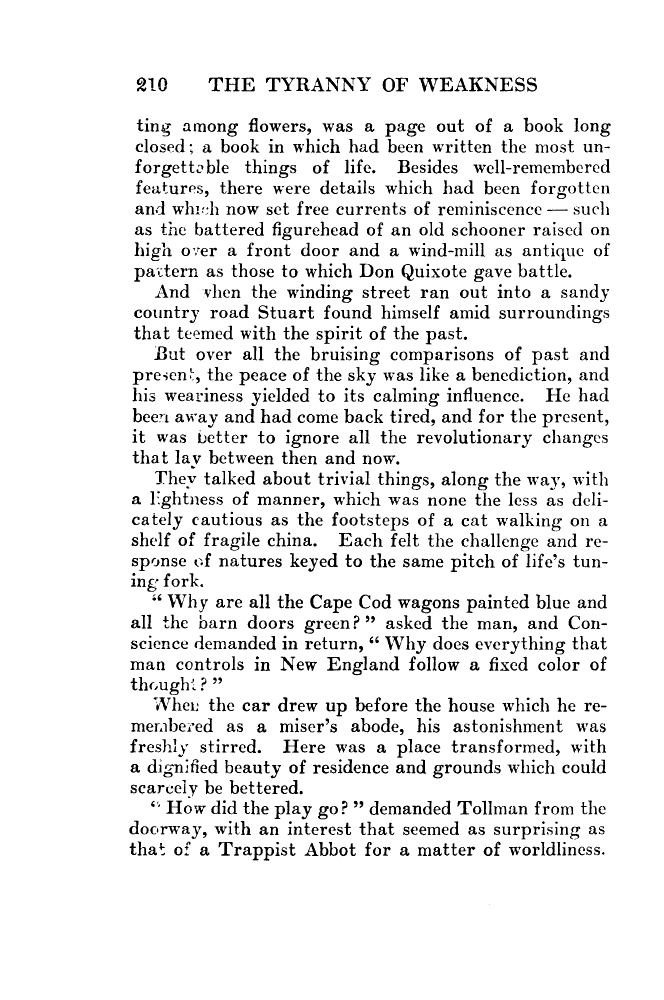 210 THE TYRANNY OF WEAKNESS
ting among flowers, was a page out of a book long
closed; a book in which had been written the most un-
forgettable things of life. Besides well-remembered
features, there were details which had been forgotten
and which now set free currents of reminiscence — such
as the battered figurehead of an old schooner raised on
high over a front door and a wind-mill as antique of
pattern as those to which Don Quixote gave battle.
And when the winding street ran out into a sandy
country road Stuart found himself amid surroundings
that teemed with the spirit of the past.
But over all the bruising comparisons of past and
present, the peace of the sky was like a benediction, and
his weariness yielded to its calming influence. He had
been away and had come back tired, and for the present,
it was better to ignore all the revolutionary changes
that lay between then and now.
They talked about trivial things, along the way, with
a lightness of manner, which was none the less as deli-
cately cautious as the footsteps of a cat walking on a
shelf of fragile china. Each felt the challenge and re-
sponse of natures keyed to the same pitch of life's tun-
ing fork.
"Why are all the Cape Cod wagons painted blue and
all the barn doors green?" asked the man, and Con-
science demanded in return, "Why does everything that
man controls in New England follow a fixed color of
thought?"
When the car drew up before the house which he re-
membered as a miser's abode, his astonishment was
freshly stirred. Here was a place transformed, with
a dignified beauty of residence and grounds which could
scarcely be bettered.
"How did the play go?" demanded Tollman from the
doorway, with an interest that seemed as surprising as
that of a Trappist Abbot for a matter of worldliness.